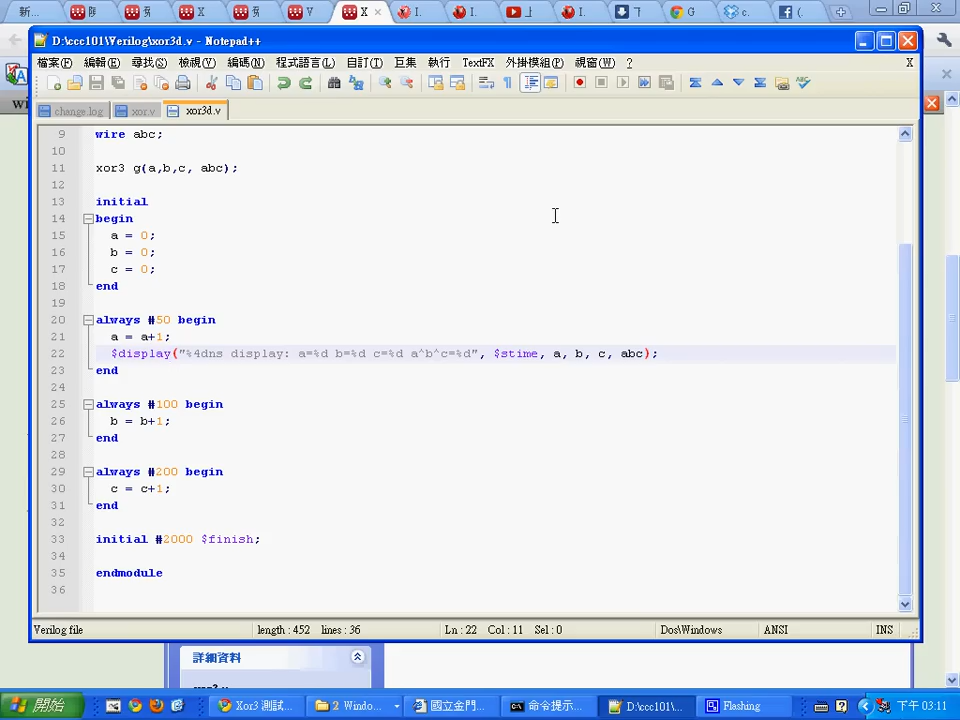 新...
V
X
I.
I.
上
I.
G
c.
f (.
D:\ccc101\Verilog\xor3d.v - Notepad++
檔案(F) 編輯(E) 尋找(S) 檢視(V) 編碼(N) 程式語言(L) 自訂(T) 巨集 執行 TextFX 外掛模組(P) 視窗(W) ? X
change.log xor.v xor3d.v
9 wire abc;
10
11 xor3 g(a,b,c, abc);
12
13 initial
14 begin
15 a = 0;
16 b = 0;
17 c = 0;
18 end
19
20 always #50 begin
21 a = a+1;
22 $display("%4dns display: a=%d b=%d c=%d a^b^c=%d", $stime, a, b, c, abc);
23 end
24
25 always #100 begin
26 b = b+1;
27 end
28
29 always #200 begin
30 c = c+1;
31 end
32
33 initial #2000 $finish;
34
35 endmodule
36
Verilog file length : 452 lines : 36 Ln : 22 Col : 11 Sel : 0 Dos\Windows ANSI INS
詳細資料
開始 Xor3 測試... 2 Windo... 國立金門... 命令提示... D:\ccc101\... Flashing 下午 03:11